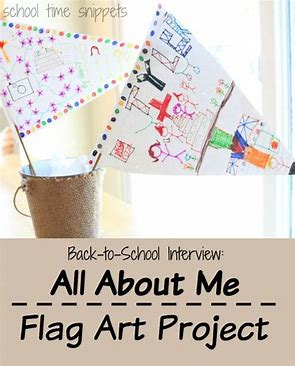 school time snippets
Back-to-School Interview:
All About Me
Flag Art Project